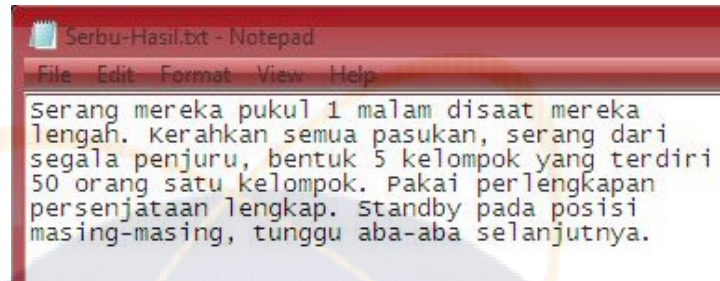 Serbu-Hasil.txt - Notepad
File Edit Format View Help
Serang mereka pukul 1 malam disaat mereka
lengah. Kerahkan semua pasukan, serang dari
segala penjuru, bentuk 5 kelompok yang terdiri
50 orang satu kelompok. Pakai perlengkapan
persenjataan lengkap. Standby pada posisi
masing-masing, tunggu aba-aba selanjutnya.